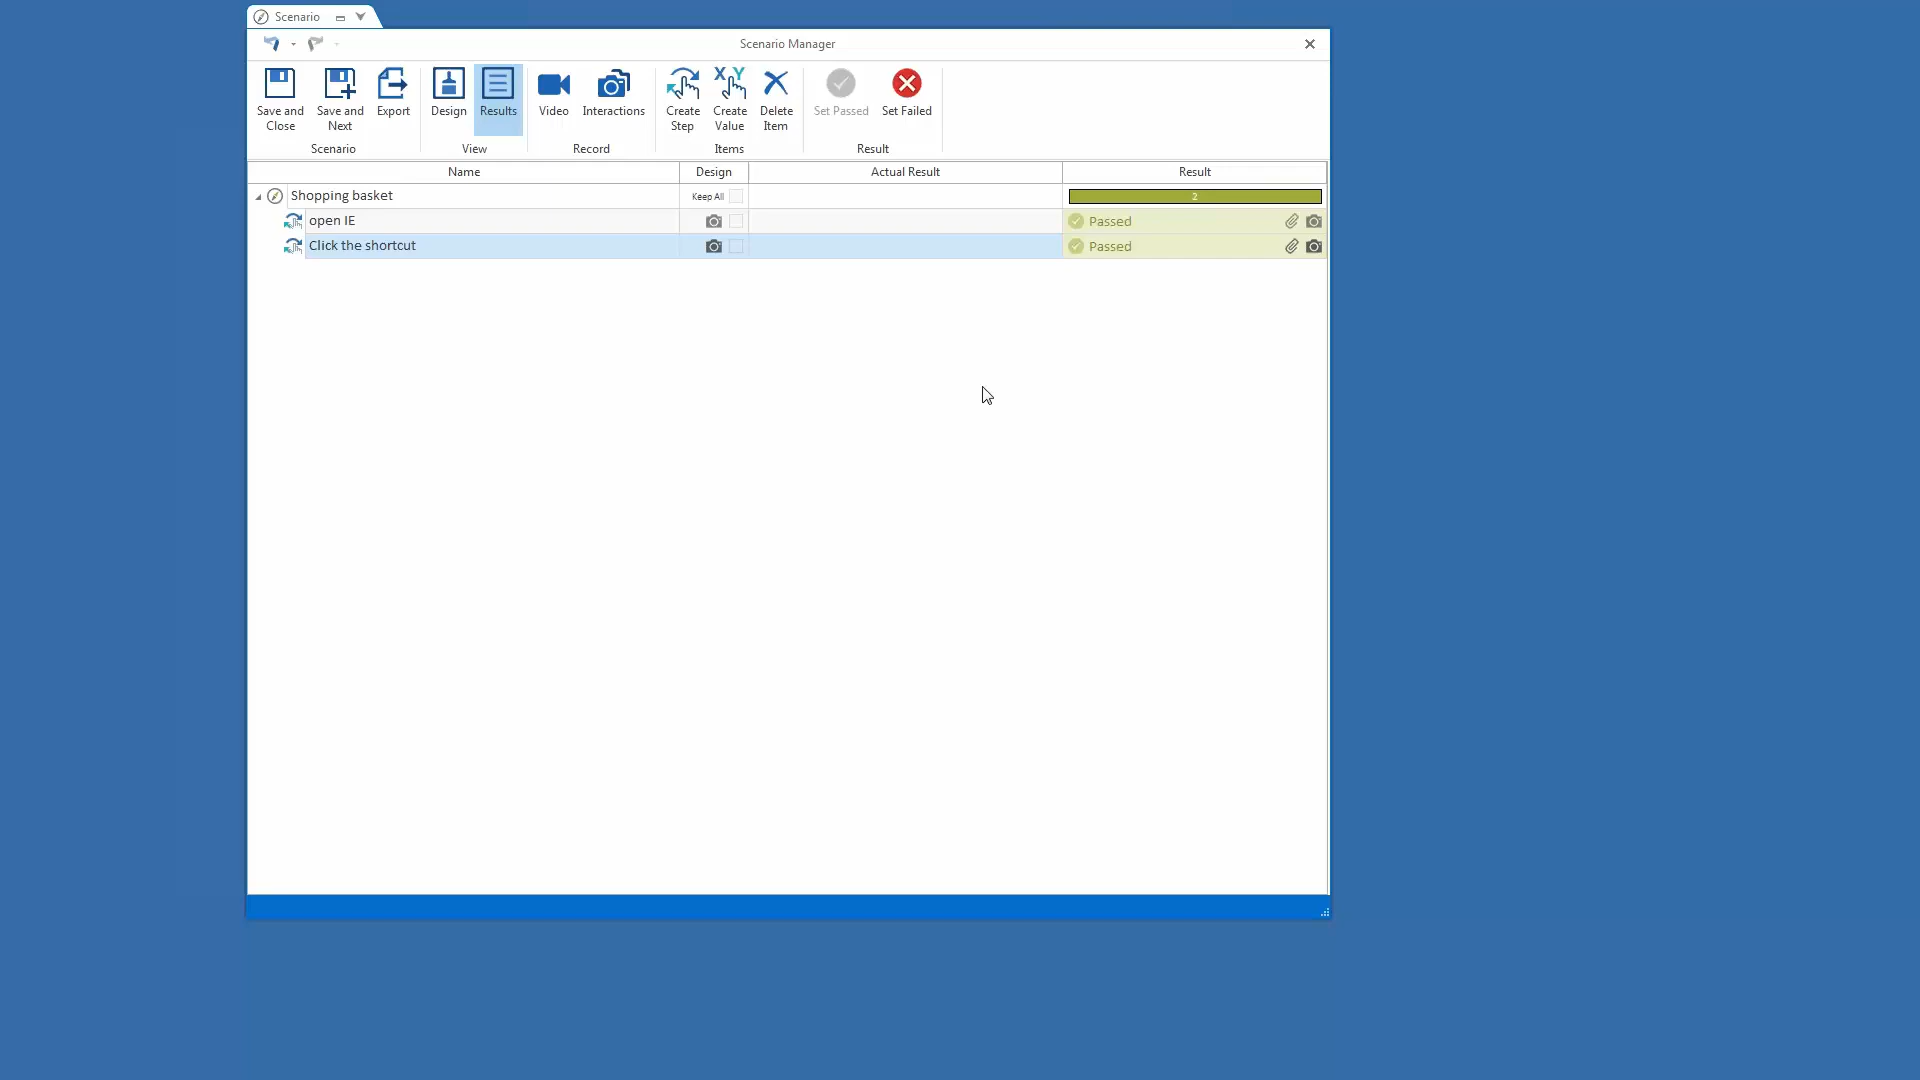 Scenario
Scenario Manager
Save and Close
Save and Next
Export
Design
Results
Video
Interactions
Create Step
Create Value
Delete Item
Set Passed
Set Failed
Scenario
View
Record
Items
Result
Name
Design
Actual Result
Result
Shopping basket
Keep All
2
open IE
Passed
Click the shortcut
Passed